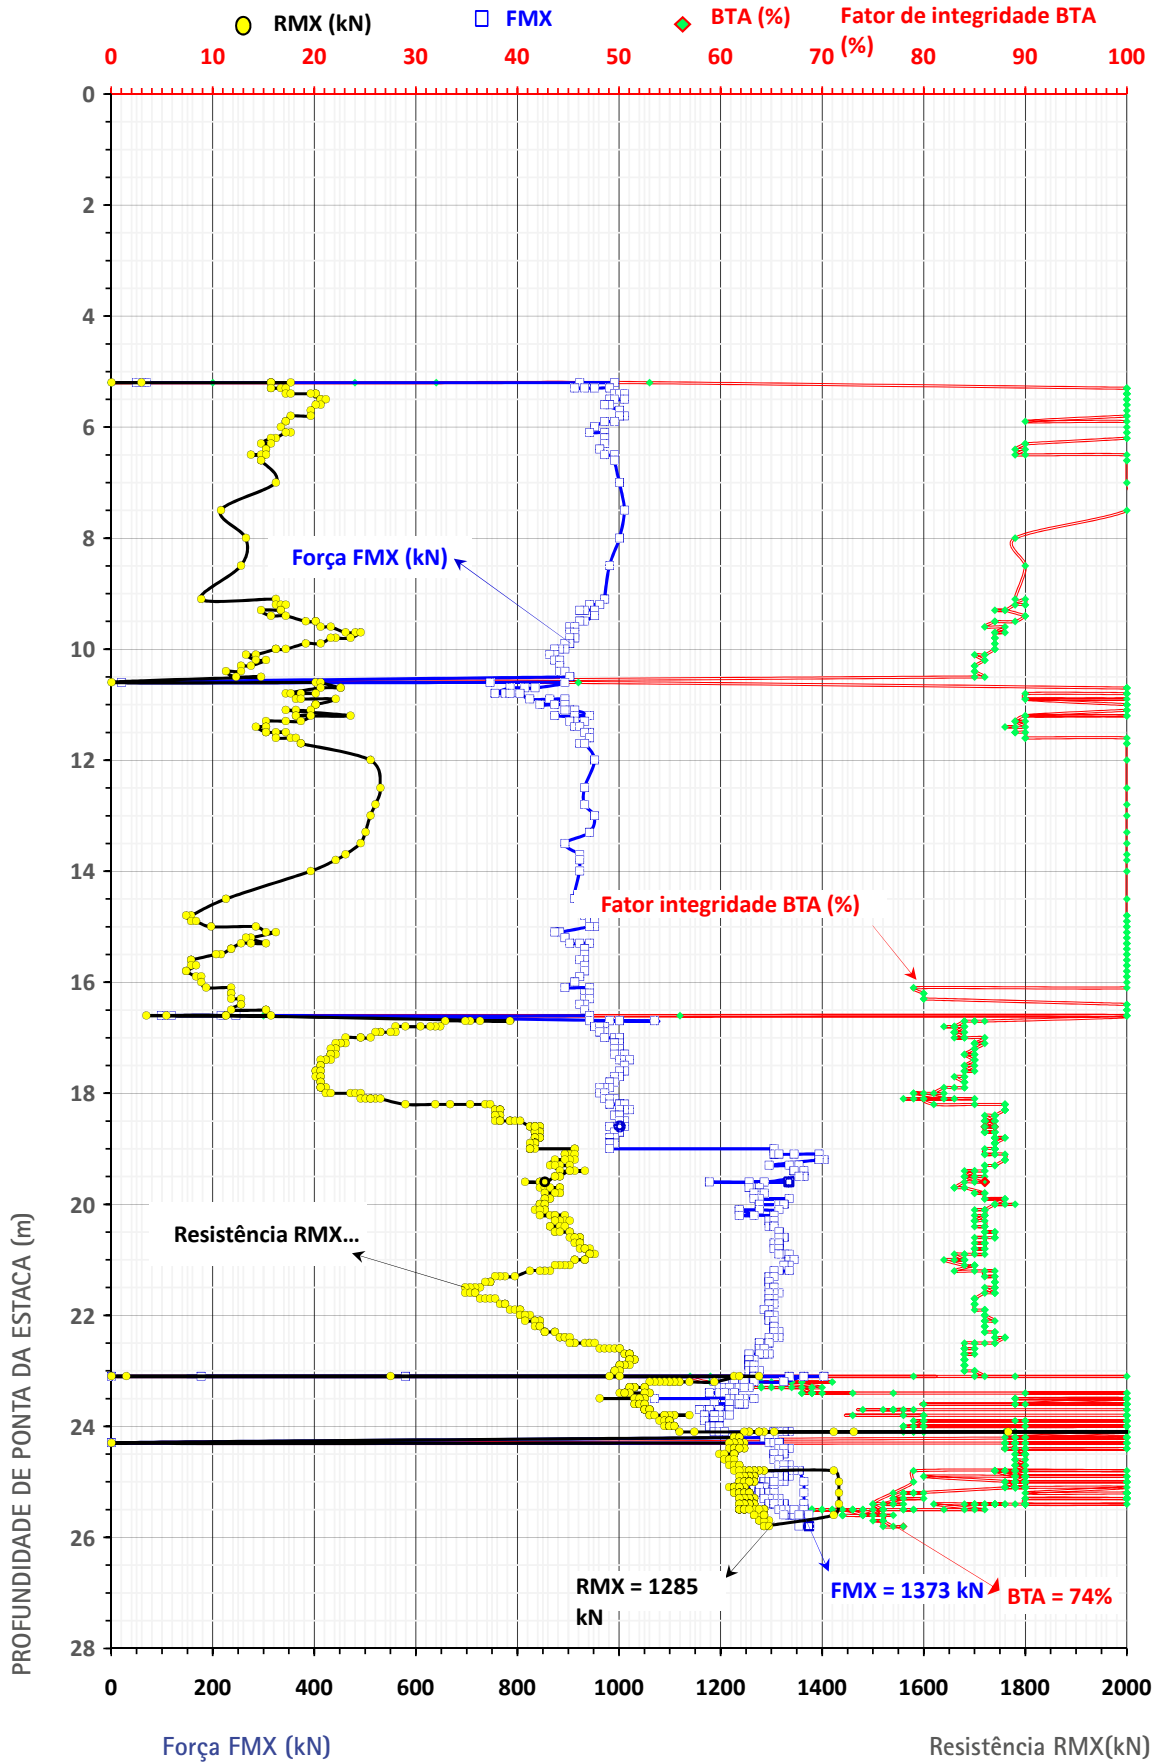 RMX (kN) FMX BTA (%) Fator de integridade BTA
(%)
0 10 20 30 40 50 60 70 80 90 100
0
2
4
6
8
Força FMX (kN)
10
12
14
Fator integridade BTA (%)
16
18
20
Resistência RMX...
22
24
26
RMX = 1285
kN
FMX = 1373 kN
BTA = 74%
28
PROFUNDIDADE DE PONTA DA ESTACA (m)
0 200 400 600 800 1000 1200 1400 1600 1800 2000
Força FMX (kN) Resistência RMX(kN)